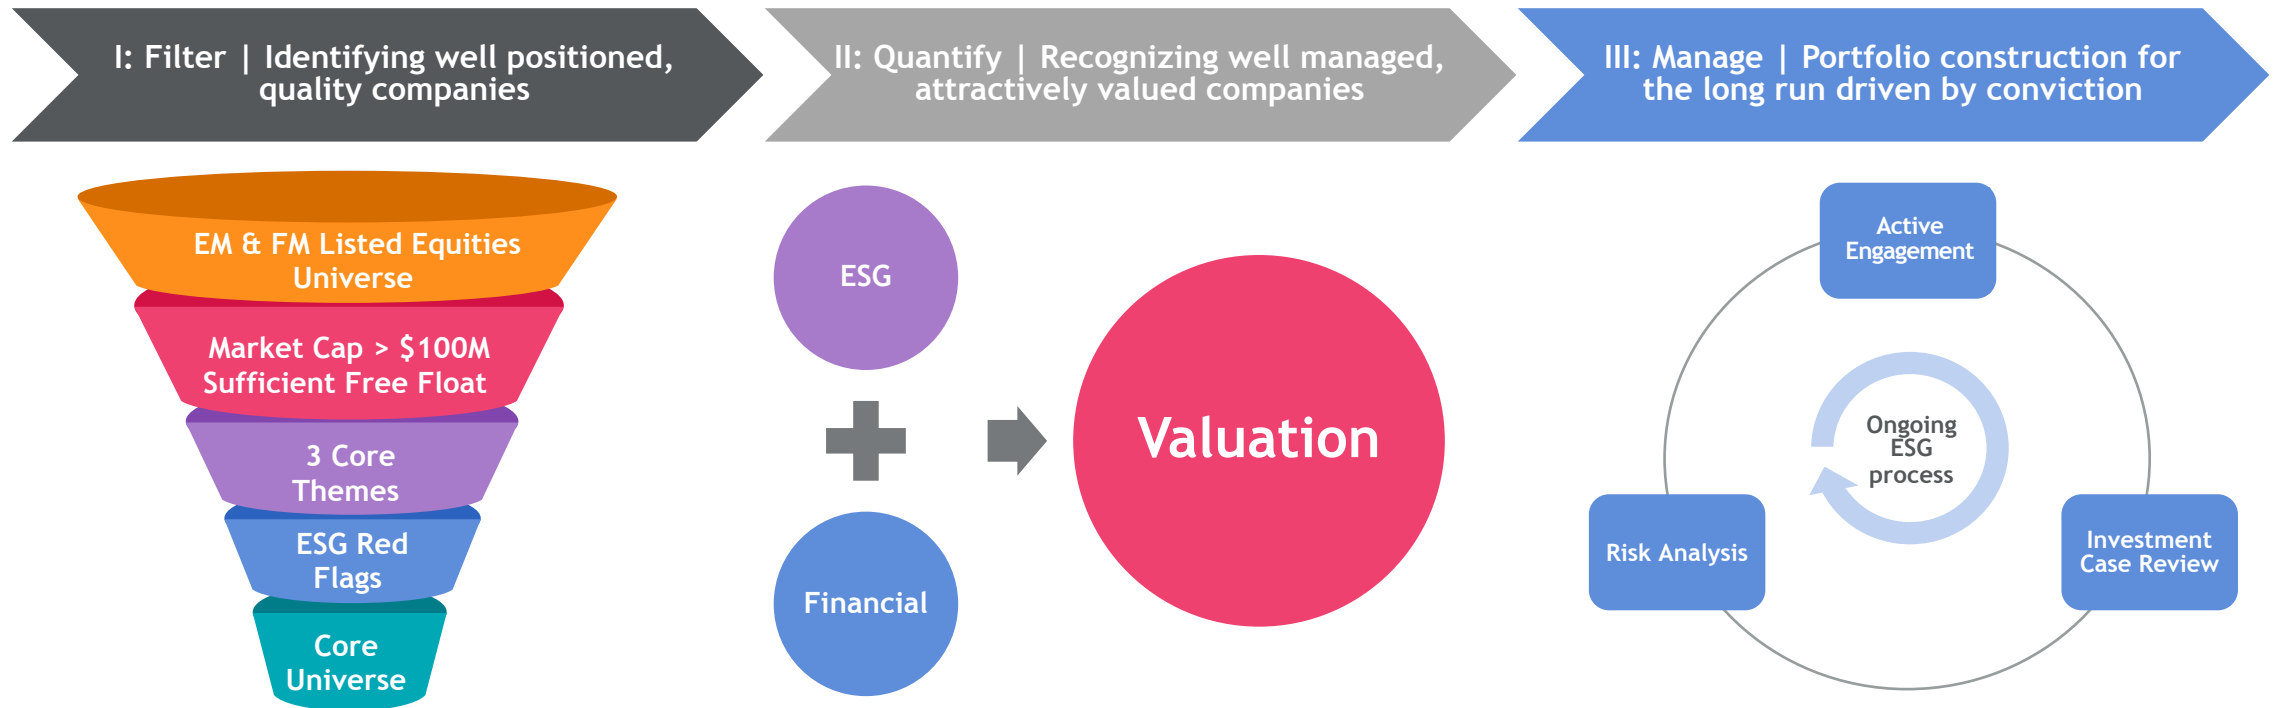 I: Filter | Identifying well positioned,
quality companies
II: Quantify | Recognizing well managed,
attractively valued companies
III: Manage | Portfolio construction for
the long run driven by conviction
EM & FM Listed Equities
Universe
Market Cap > $100M
Sufficient Free Float
3 Core
Themes
ESG Red
Flags
Core
Universe
ESG
Financial
Valuation
Active
Engagement
Ongoing
ESG
process
Risk Analysis
Investment
Case Review